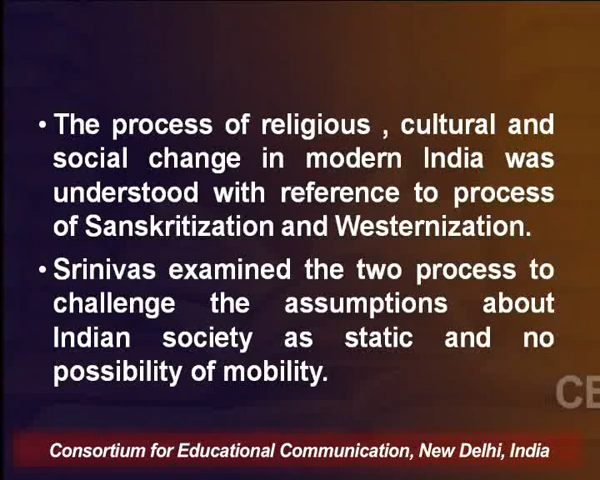 • The process of religious , cultural and
social change in modern India was
understood with reference to process
of Sanskritization and Westernization.
• Srinivas examined the two process to
challenge the assumptions about
Indian society as static and no
possibility of mobility.
CE
Consortium for Educational Communication, New Delhi, India